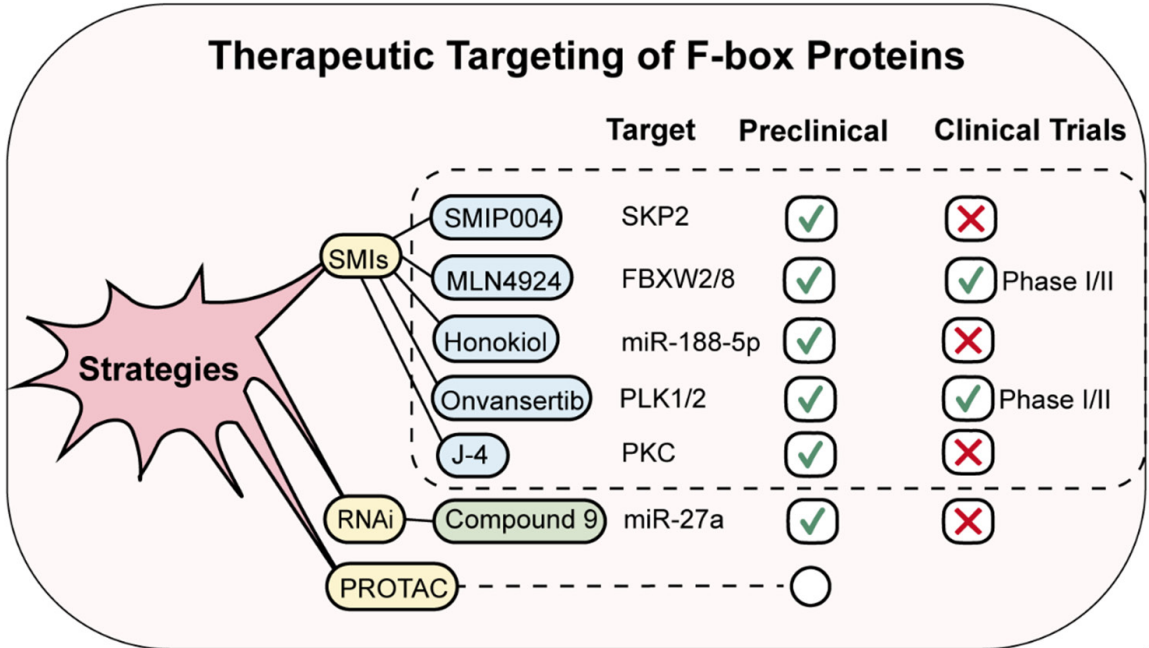 Therapeutic Targeting of F-box Proteins
Target Preclinical Clinical Trials
SMIP004 SKP2
SMIs
MLN4924 FBXW2/8 Phase I/II
Honokiol miR-188-5p
Strategies
Onvansertib PLK1/2 Phase I/II
J-4 PKC
RNAi Compound 9 miR-27a
PROTAC